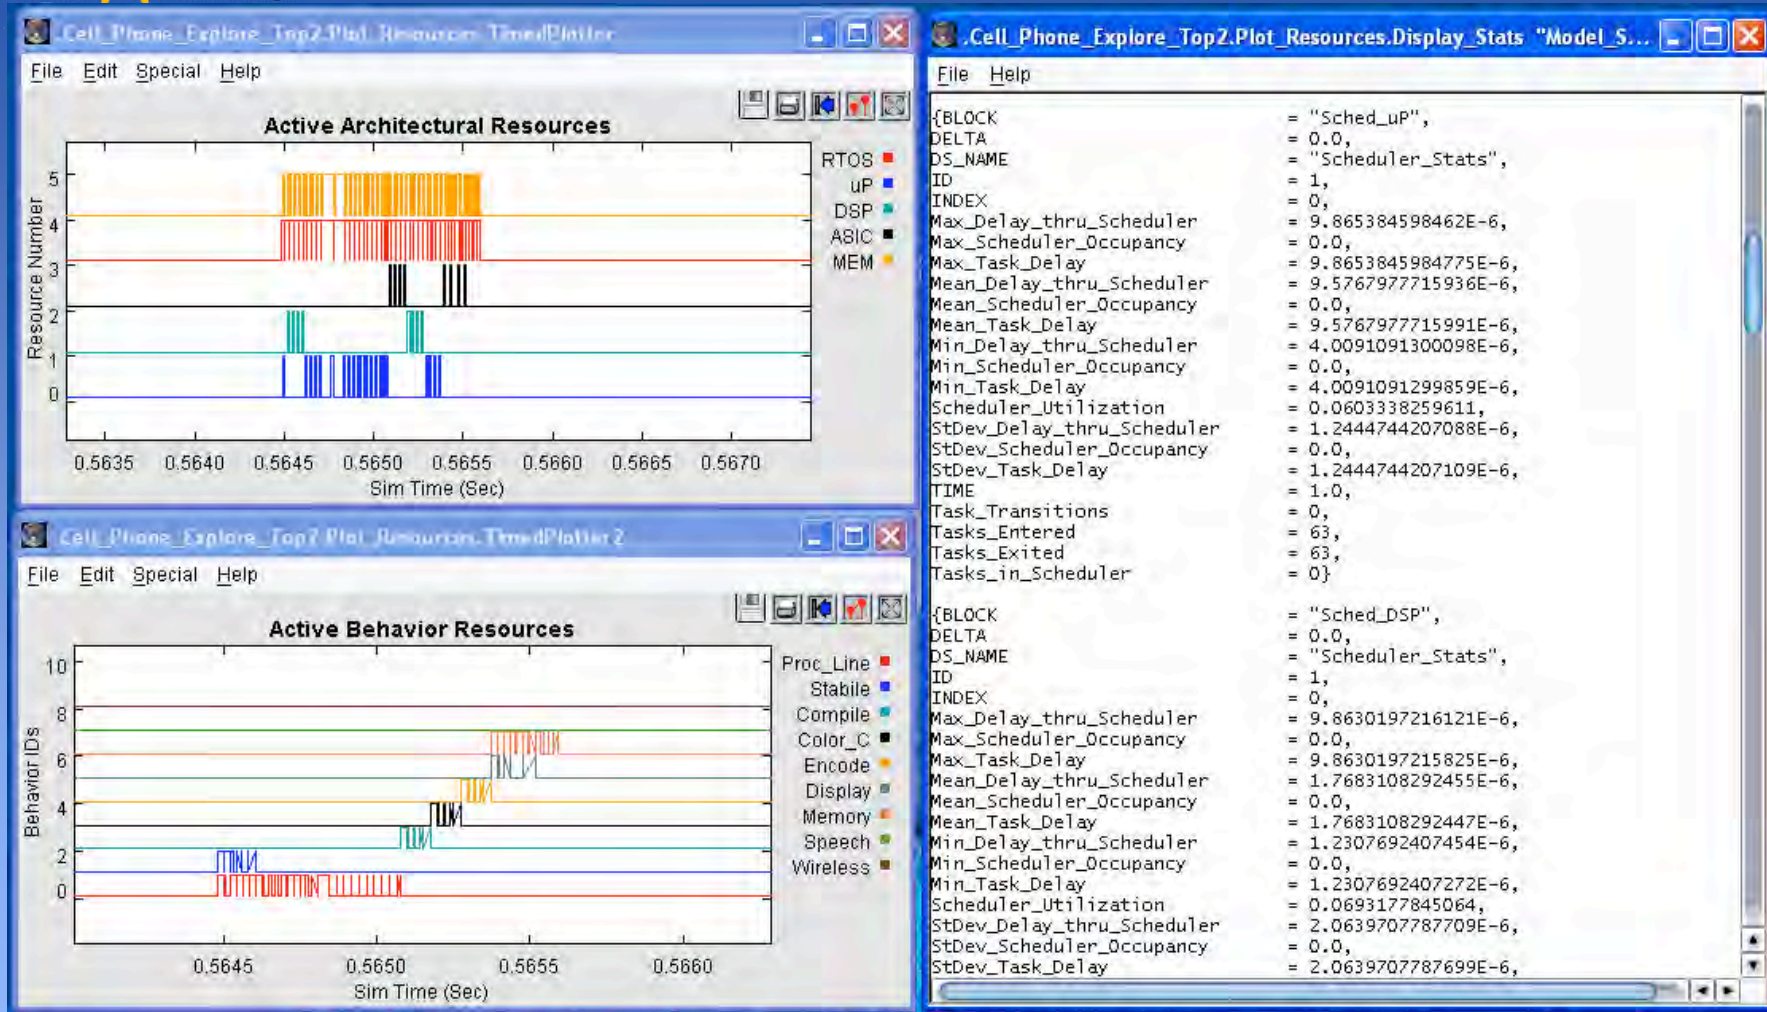 .Cell_Phone_Explore_Top2.Plot_Resources.TimedPlotter
File Edit Special Help
Active Architectural Resources
RTOS
uP
DSP
ASIC
MEM
Resource Number
5
4
3
2
1
0
0.5635 0.5640 0.5645 0.5650 0.5655 0.5660 0.5665 0.5670
Sim Time (Sec)
.Cell_Phone_Explore_Top2.Plot_Resources.TimedPlotter2
File Edit Special Help
Active Behavior Resources
Proc_Line
Stabile
Compile
Color_C
Encode
Display
Memory
Speech
Wireless
Behavior IDs
10
8
6
4
2
0
0.5645 0.5650 0.5655 0.5660
Sim Time (Sec)
.Cell_Phone_Explore_Top2.Plot_Resources.Display_Stats "Model_S...
File Help
{BLOCK = "Sched_uP",
DELTA = 0.0,
DS_NAME = "Scheduler_Stats",
ID = 1,
INDEX = 0,
Max_Delay_thru_Scheduler = 9.865384598462E-6,
Max_Scheduler_Occupancy = 0.0,
Max_Task_Delay = 9.8653845984775E-6,
Mean_Delay_thru_Scheduler = 9.5767977715936E-6,
Mean_Scheduler_Occupancy = 0.0,
Mean_Task_Delay = 9.5767977715991E-6,
Min_Delay_thru_Scheduler = 4.0091091300098E-6,
Min_Scheduler_Occupancy = 0.0,
Min_Task_Delay = 4.0091091299859E-6,
Scheduler_Utilization = 0.0603338259611,
StDev_Delay_thru_Scheduler = 1.2444744207088E-6,
StDev_Scheduler_Occupancy = 0.0,
StDev_Task_Delay = 1.2444744207109E-6,
TIME = 1.0,
Task_Transitions = 0,
Tasks_Entered = 63,
Tasks_Exited = 63,
Tasks_in_Scheduler = 0}
{BLOCK = "Sched_DSP",
DELTA = 0.0,
DS_NAME = "Scheduler_Stats",
ID = 1,
INDEX = 0,
Max_Delay_thru_Scheduler = 9.8630197216121E-6,
Max_Scheduler_Occupancy = 0.0,
Max_Task_Delay = 9.8630197215825E-6,
Mean_Delay_thru_Scheduler = 1.7683108292455E-6,
Mean_Scheduler_Occupancy = 0.0,
Mean_Task_Delay = 1.7683108292447E-6,
Min_Delay_thru_Scheduler = 1.2307692407454E-6,
Min_Scheduler_Occupancy = 0.0,
Min_Task_Delay = 1.2307692407272E-6,
Scheduler_Utilization = 0.0693177845064,
StDev_Delay_thru_Scheduler = 2.0639707787709E-6,
StDev_Scheduler_Occupancy = 0.0,
StDev_Task_Delay = 2.0639707787699E-6,